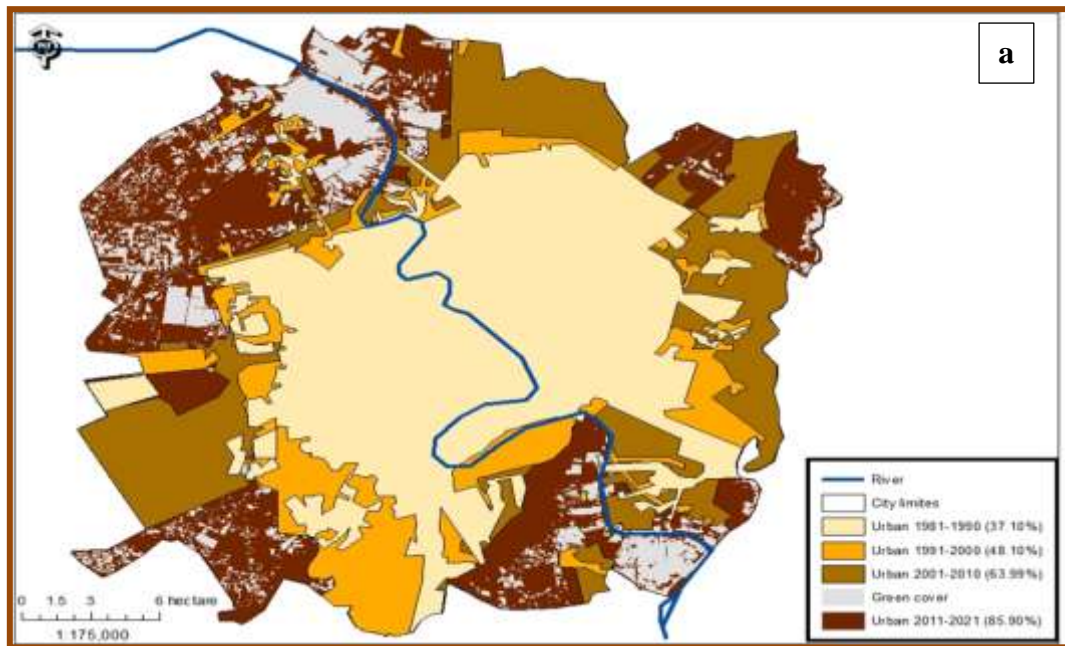 a
River
City limites
Urban 1981-1990 (37.10%)
Urban 1991-2000 (48.10%)
Urban 2001-2010 (63.99%)
Green cover
Urban 2011-2021 (85.90%)
0 1.5 3 6 hectare
1:175,000